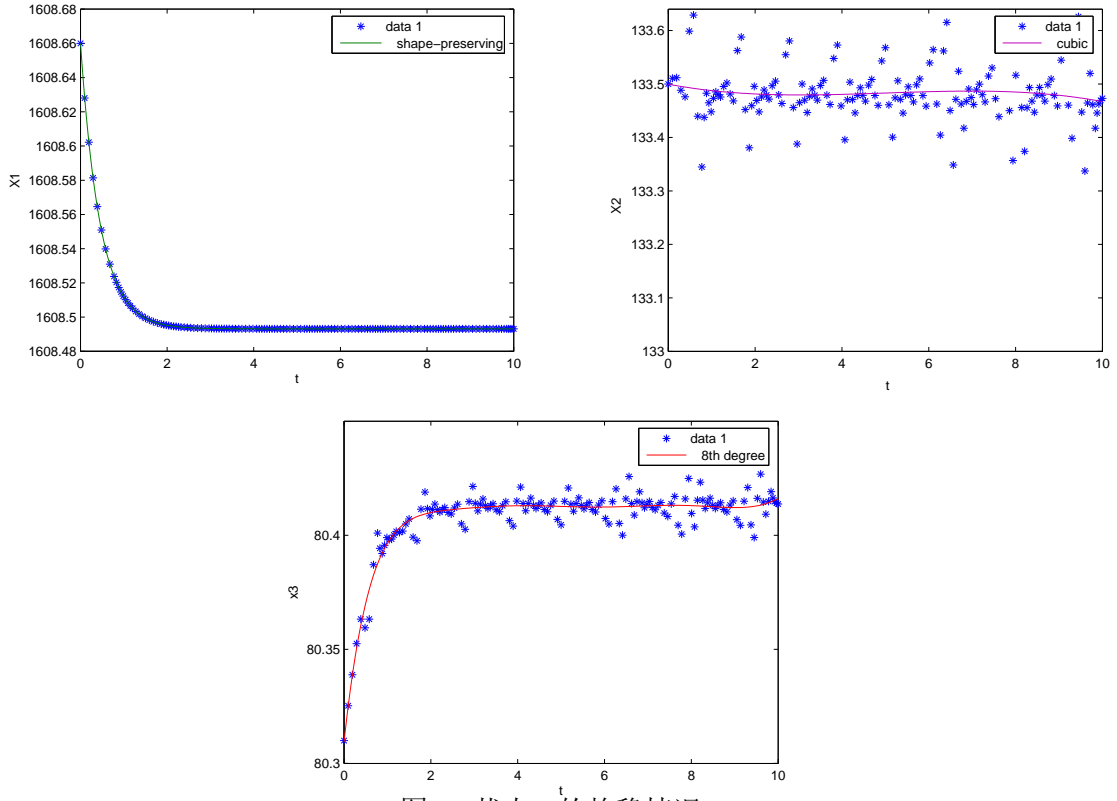 1608.68
1608.66
1608.64
1608.62
1608.6
1608.58
1608.56
1608.54
1608.52
1608.5
1608.48
0 2 4 6 8 10
X1
t
data 1
shape-preserving
133.6
133.5
133.4
133.3
133.2
133.1
133
0 2 4 6 8 10
X2
t
data 1
cubic
80.4
80.35
80.3
0 2 4 6 8 10
x3
t
data 1
8th degree